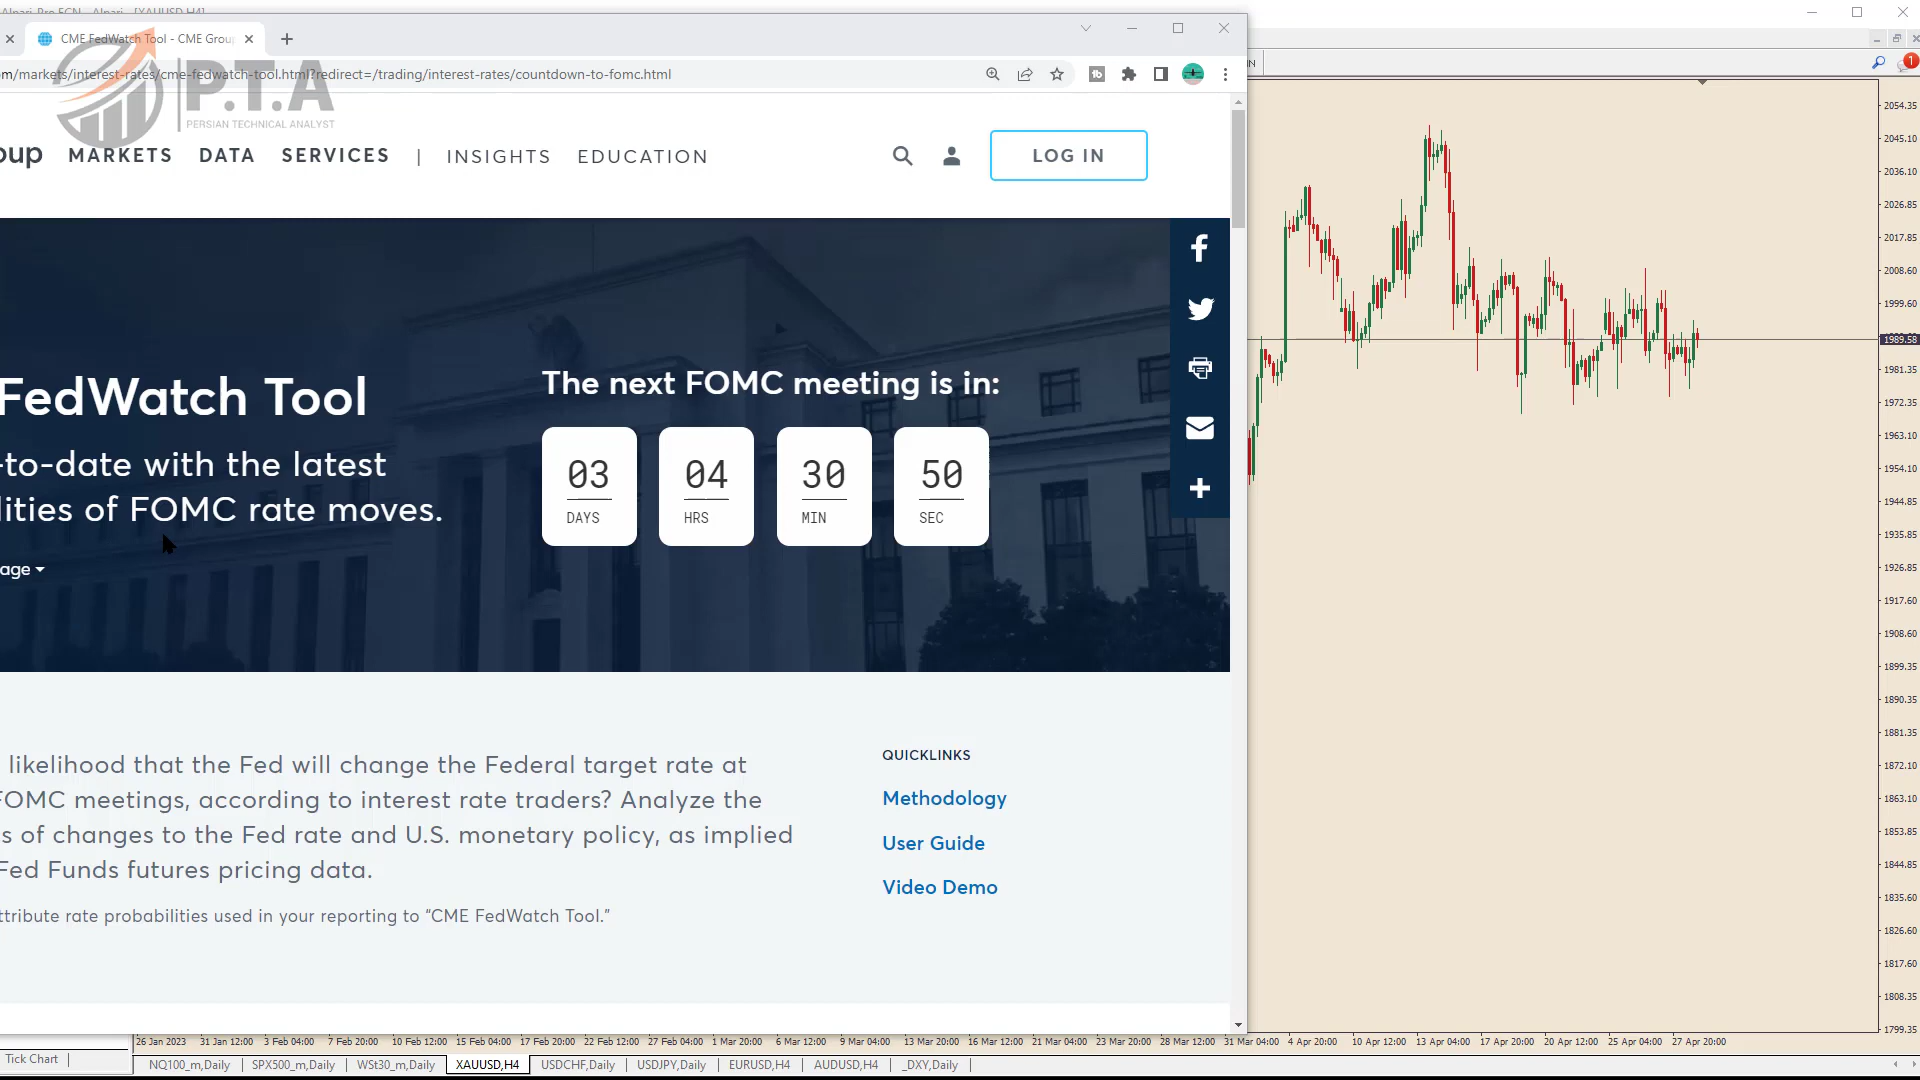 Alpari-Pro.ECN - Alpari - [XAUUSD,H4]
CME FedWatch Tool - CME Group
m/markets/interest-rates/cme-fedwatch-tool.html?redirect=/trading/interest-rates/countdown-to-fomc.html
P.T.A
PERSIAN TECHNICAL ANALYST
oup MARKETS DATA SERVICES | INSIGHTS EDUCATION LOG IN
FedWatch Tool
-to-date with the latest
lities of FOMC rate moves.
age
The next FOMC meeting is in:
03 04 30 50
DAYS HRS MIN SEC
likelihood that the Fed will change the Federal target rate at
FOMC meetings, according to interest rate traders? Analyze the
s of changes to the Fed rate and U.S. monetary policy, as implied
Fed Funds futures pricing data.
ttribute rate probabilities used in your reporting to “CME FedWatch Tool.”
QUICKLINKS
Methodology
User Guide
Video Demo
1
2054.35
2045.10
2036.10
2026.85
2017.85
2008.60
1999.60
1989.58
1981.35
1972.35
1963.10
1954.10
1944.85
1935.85
1926.85
1917.60
1908.60
1899.35
1890.35
1881.35
1872.10
1863.10
1853.85
1844.85
1835.60
1826.60
1817.60
1808.35
1799.35
26 Jan 2023 31 Jan 12:00 3 Feb 04:00 7 Feb 20:00 10 Feb 12:00 15 Feb 04:00 17 Feb 20:00 22 Feb 12:00 27 Feb 04:00 1 Mar 20:00 6 Mar 12:00 9 Mar 04:00 13 Mar 20:00 16 Mar 12:00 21 Mar 04:00 23 Mar 20:00 28 Mar 12:00 31 Mar 04:00 4 Apr 20:00 10 Apr 12:00 13 Apr 04:00 17 Apr 20:00 20 Apr 12:00 25 Apr 04:00 27 Apr 20:00
Tick Chart |
NQ100_m,Daily SPX500_m,Daily WSt30_m,Daily XAUUSD,H4 USDCHF,Daily USDJPY,Daily EURUSD,H4 AUDUSD,H4 _DXY,Daily